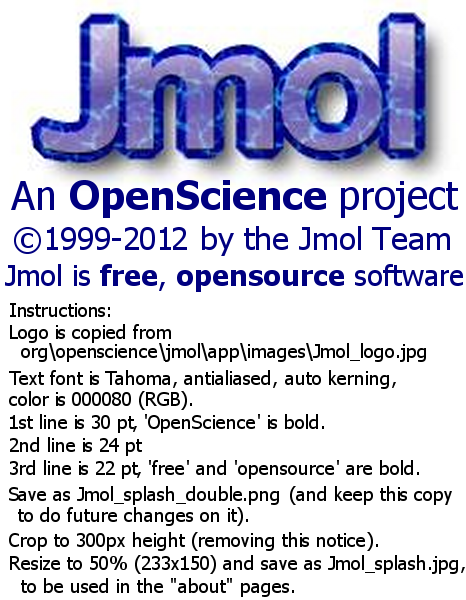 Jmol
An OpenScience project
©1999-2012 by the Jmol Team
Jmol is free, opensource software
Instructions:
Logo is copied from
org\openscience\jmol\app\images\Jmol_logo.jpg
Text font is Tahoma, antialiased, auto kerning,
color is 000080 (RGB).
1st line is 30 pt, 'OpenScience' is bold.
2nd line is 24 pt
3rd line is 22 pt, 'free' and 'opensource' are bold.
Save as Jmol_splash_double.png (and keep this copy
to do future changes on it).
Crop to 300px height (removing this notice).
Resize to 50% (233x150) and save as Jmol_splash.jpg,
to be used in the "about" pages.